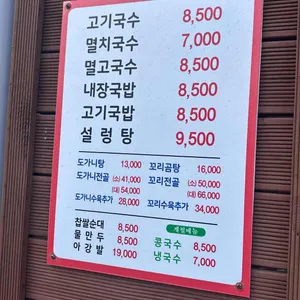 고기국수 8,500
멸치국수 7,000
멸고국수 8,500
내장국밥 8,500
고기국밥 8,500
설렁탕 9,500
도가니탕 13,000 꼬리곰탕 16,000
도가니전골 (소) 41,000 꼬리전골 (소) 50,000
(대) 54,000 (대) 66,000
도가니수육추가 28,000 꼬리수육추가 34,000
찹쌀순대 8,500
물만두 8,500
아강발 19,000
계절메뉴
콩국수 8,500
냉국수 7,000